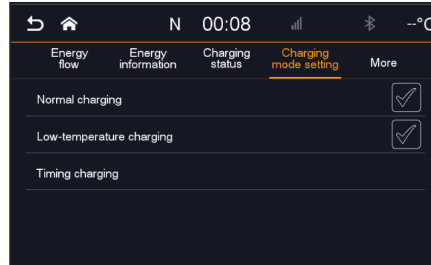 N 00:08 --°C
Energy flow
Energy information
Charging status
Charging mode setting
More
Normal charging
Low-temperature charging
Timing charging